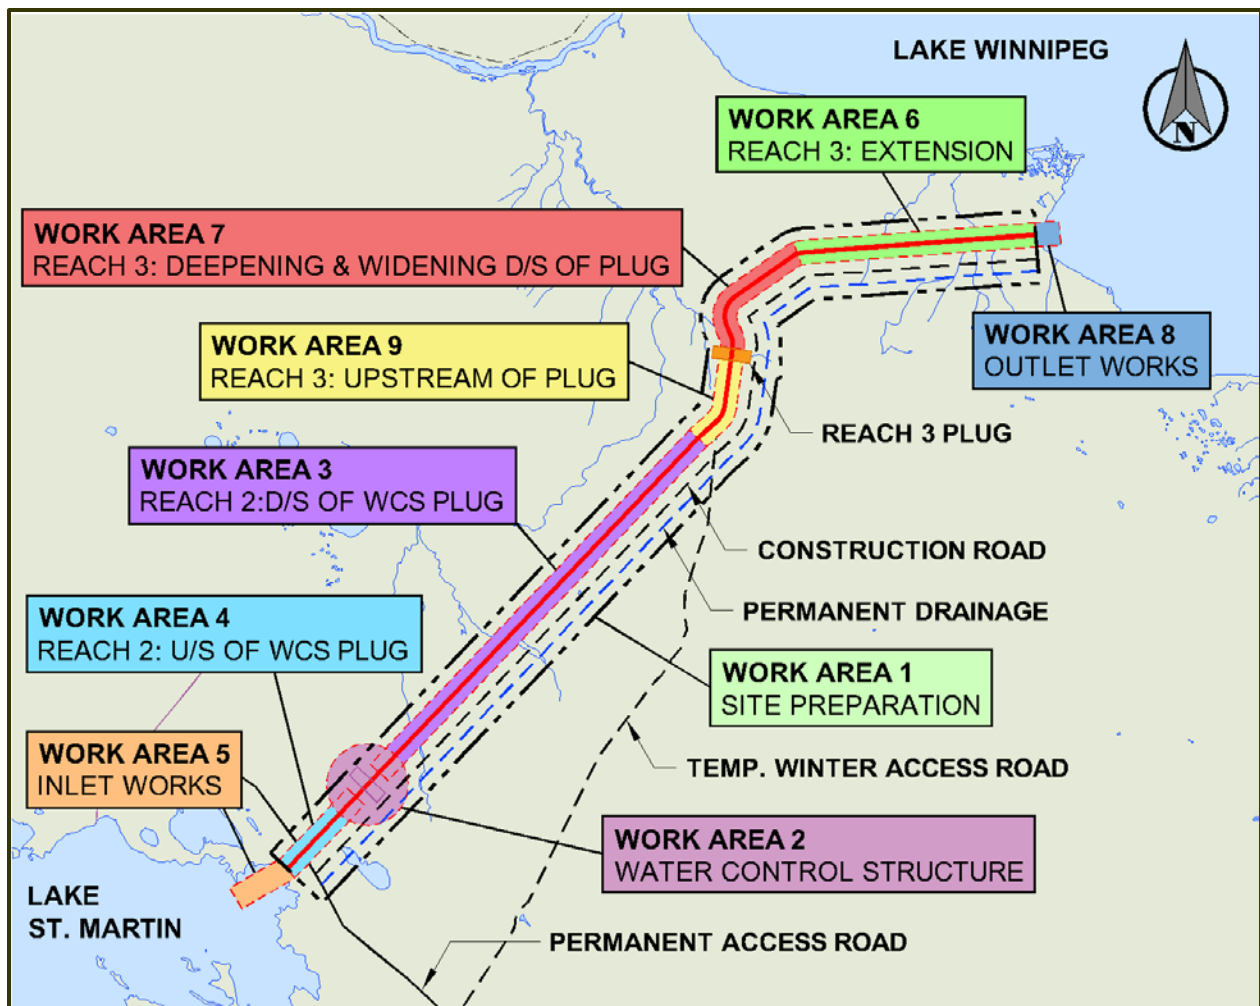 LAKE WINNIPEG
N
WORK AREA 6
REACH 3: EXTENSION
WORK AREA 7
REACH 3: DEEPENING & WIDENING D/S OF PLUG
WORK AREA 8
OUTLET WORKS
WORK AREA 9
REACH 3: UPSTREAM OF PLUG
REACH 3 PLUG
WORK AREA 3
REACH 2:D/S OF WCS PLUG
CONSTRUCTION ROAD
PERMANENT DRAINAGE
WORK AREA 4
REACH 2: U/S OF WCS PLUG
WORK AREA 1
SITE PREPARATION
WORK AREA 5
INLET WORKS
TEMP. WINTER ACCESS ROAD
WORK AREA 2
WATER CONTROL STRUCTURE
LAKE
ST. MARTIN
PERMANENT ACCESS ROAD